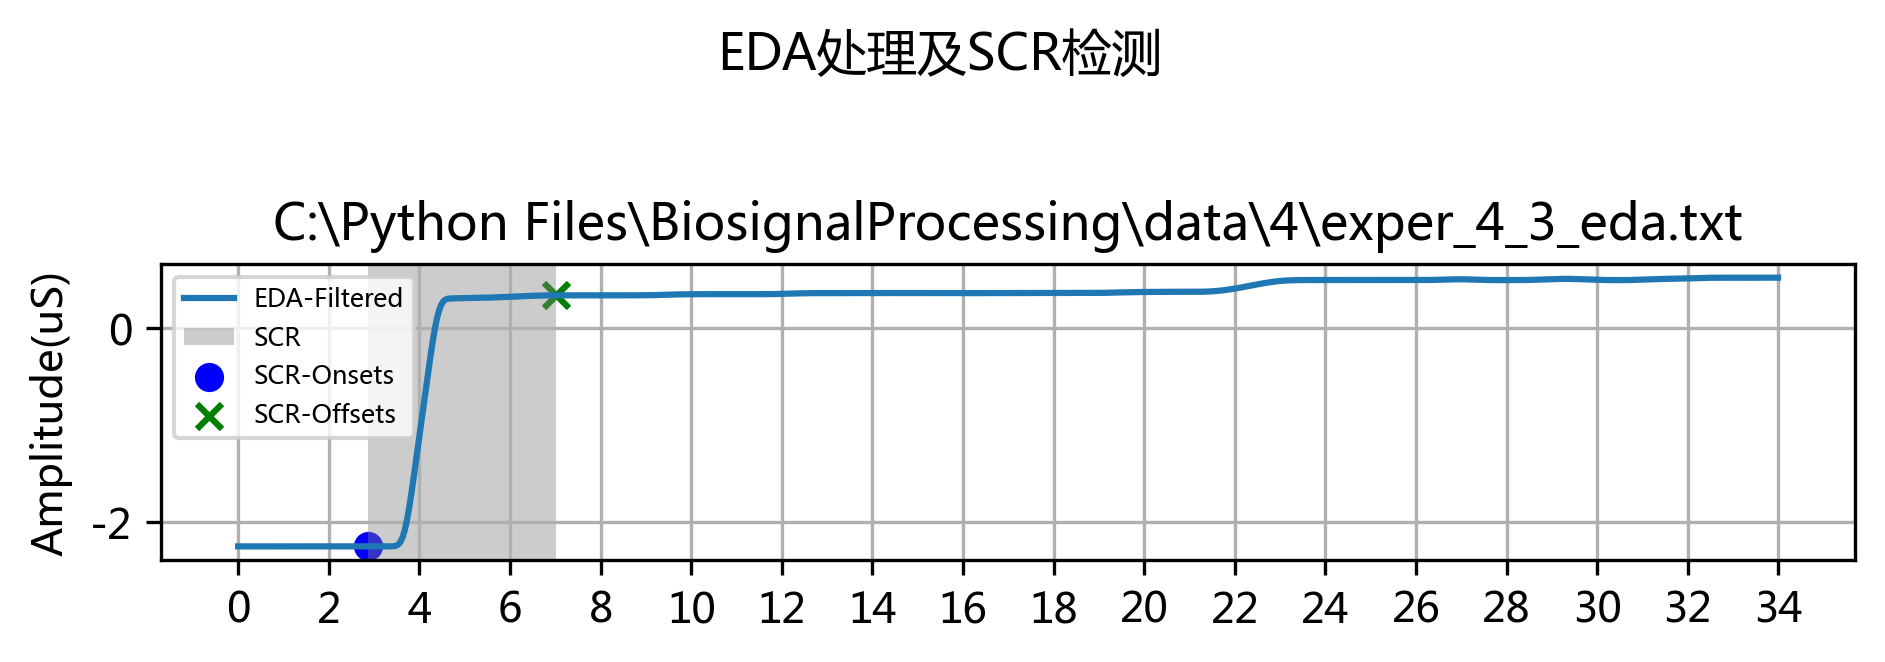 EDA处理及SCR检测
C:\Python Files\BiosignalProcessing\data\4\exper_4_3_eda.txt
Amplitude(uS)
0
-2
EDA-Filtered
SCR
SCR-Onsets
SCR-Offsets
0 2 4 6 8 10 12 14 16 18 20 22 24 26 28 30 32 34